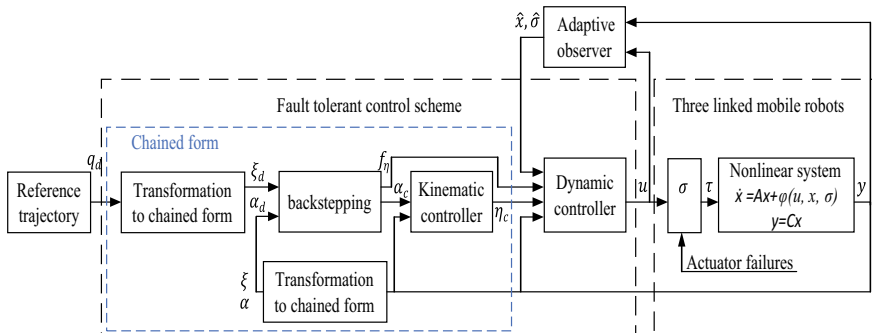 x̂, σ̂
Adaptive
observer
Fault tolerant control scheme
Three linked mobile robots
Chained form
q_d
Reference
trajectory
Transformation
to chained form
ξ_d
α_d
backstepping
f_η
α_c
Kinematic
controller
η_c
Dynamic
controller
u
σ
τ
Nonlinear system
ẋ =Ax+φ(u, x, σ)
y=Cx
y
Actuator failures
ξ
α
Transformation
to chained form